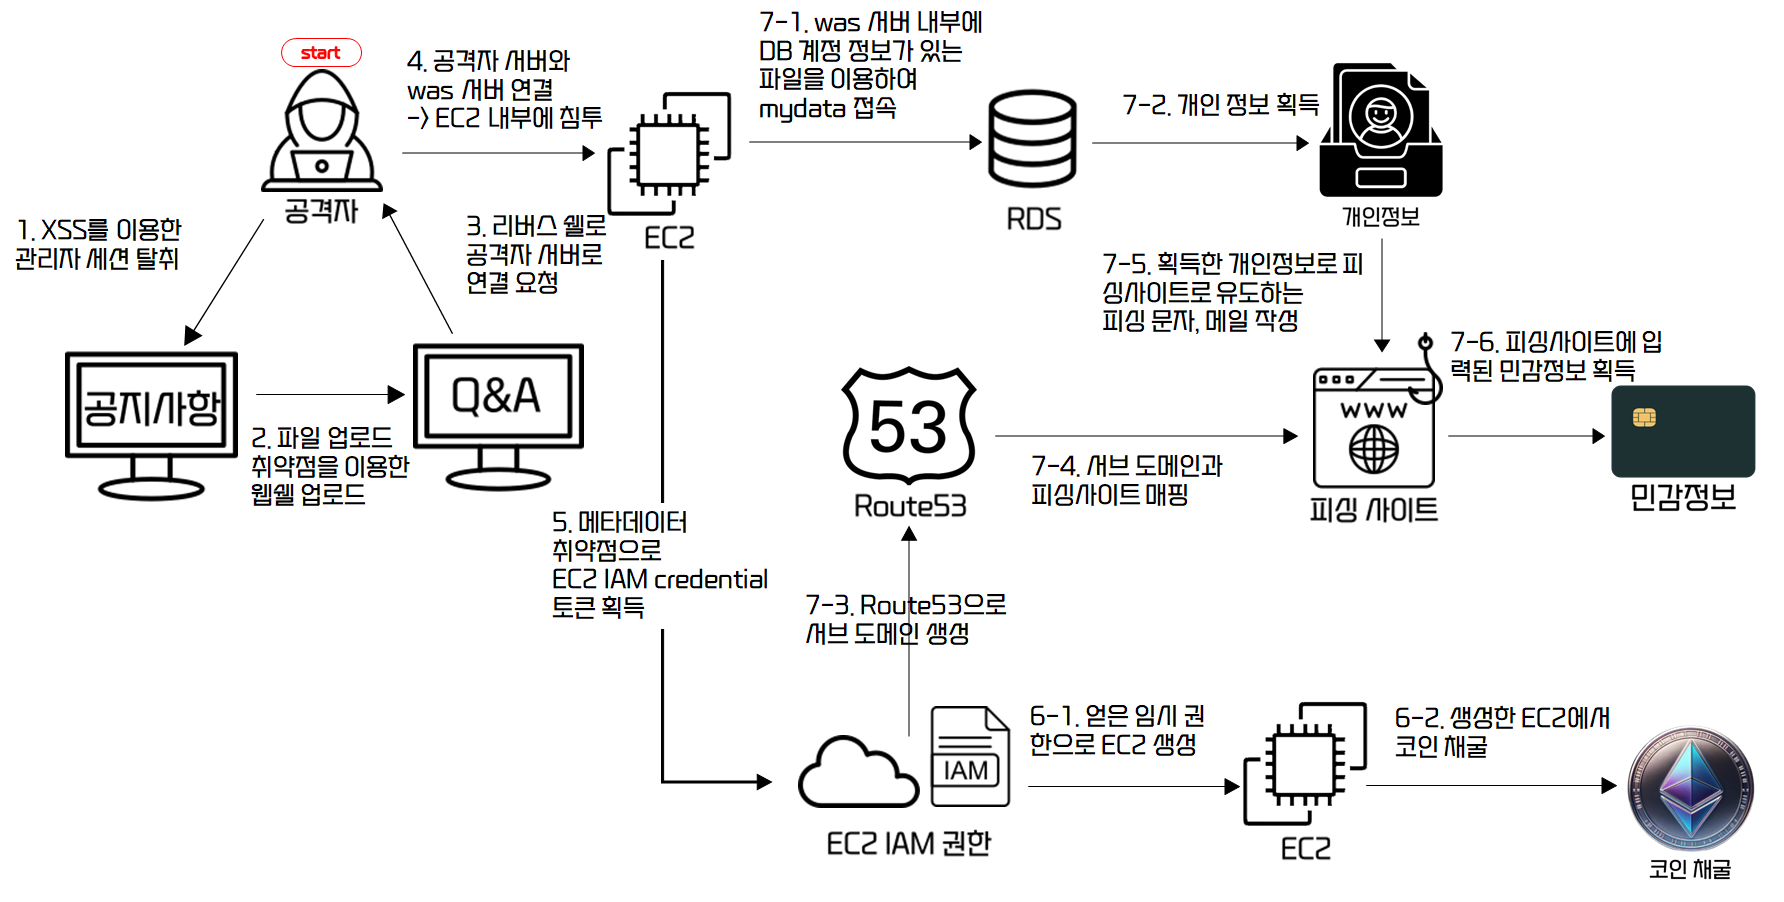 start
공격자
1. XSS를 이용한
관리자 세션 탈취
공지사항
2. 파일 업로드
취약점을 이용한
웹쉘 업로드
Q&A
3. 리버스 쉘로
공격자 서버로
연결 요청
4. 공격자 서버와
was 서버 연결
-> EC2 내부에 침투
EC2
5. 메타데이터
취약점으로
EC2 IAM credential
토큰 획득
IAM
EC2 IAM 권한
6-1. 얻은 임시 권
한으로 EC2 생성
EC2
6-2. 생성한 EC2에서
코인 채굴
코인 채굴
7-1. was 서버 내부에
DB 계정 정보가 있는
파일을 이용하여
mydata 접속
RDS
7-2. 개인 정보 획득
개인정보
7-3. Route53으로
서브 도메인 생성
53
Route53
7-4. 서브 도메인과
피싱사이트 매핑
7-5. 획득한 개인정보로 피
싱사이트로 유도하는
피싱 문자, 메일 작성
WWW
피싱 사이트
7-6. 피싱사이트에 입
력된 민감정보 획득
민감정보